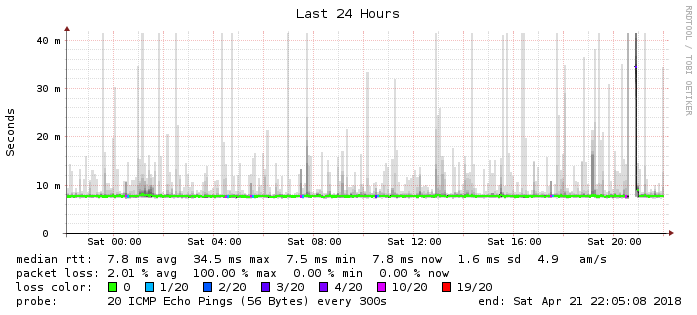 Last 24 Hours
RRDTOOL / TOBI OETIKER
Seconds
40 m
30 m
20 m
10 m
0
Sat 00:00 Sat 04:00 Sat 08:00 Sat 12:00 Sat 16:00 Sat 20:00
median rtt: 7.8 ms avg 34.5 ms max 7.5 ms min 7.8 ms now 1.6 ms sd 4.9 am/s
packet loss: 2.01 % avg 100.00 % max 0.00 % min 0.00 % now
loss color: 0 1/20 2/20 3/20 4/20 10/20 19/20
probe: 20 ICMP Echo Pings (56 Bytes) every 300s end: Sat Apr 21 22:05:08 2018